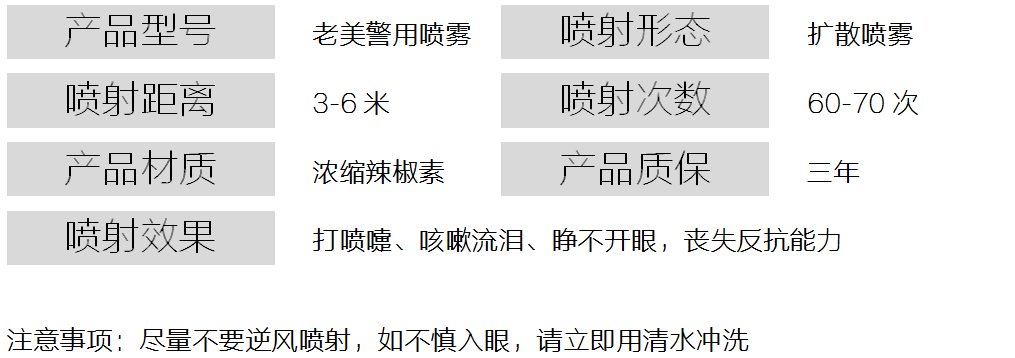 产品型号 老美警用喷雾 喷射形态 扩散喷雾
喷射距离 3-6 米 喷射次数 60-70 次
产品材质 浓缩辣椒素 产品质保 三年
喷射效果 打喷嚏、咳嗽流泪、睁不开眼，丧失反抗能力
注意事项：尽量不要逆风喷射，如不慎入眼，请立即用清水冲洗